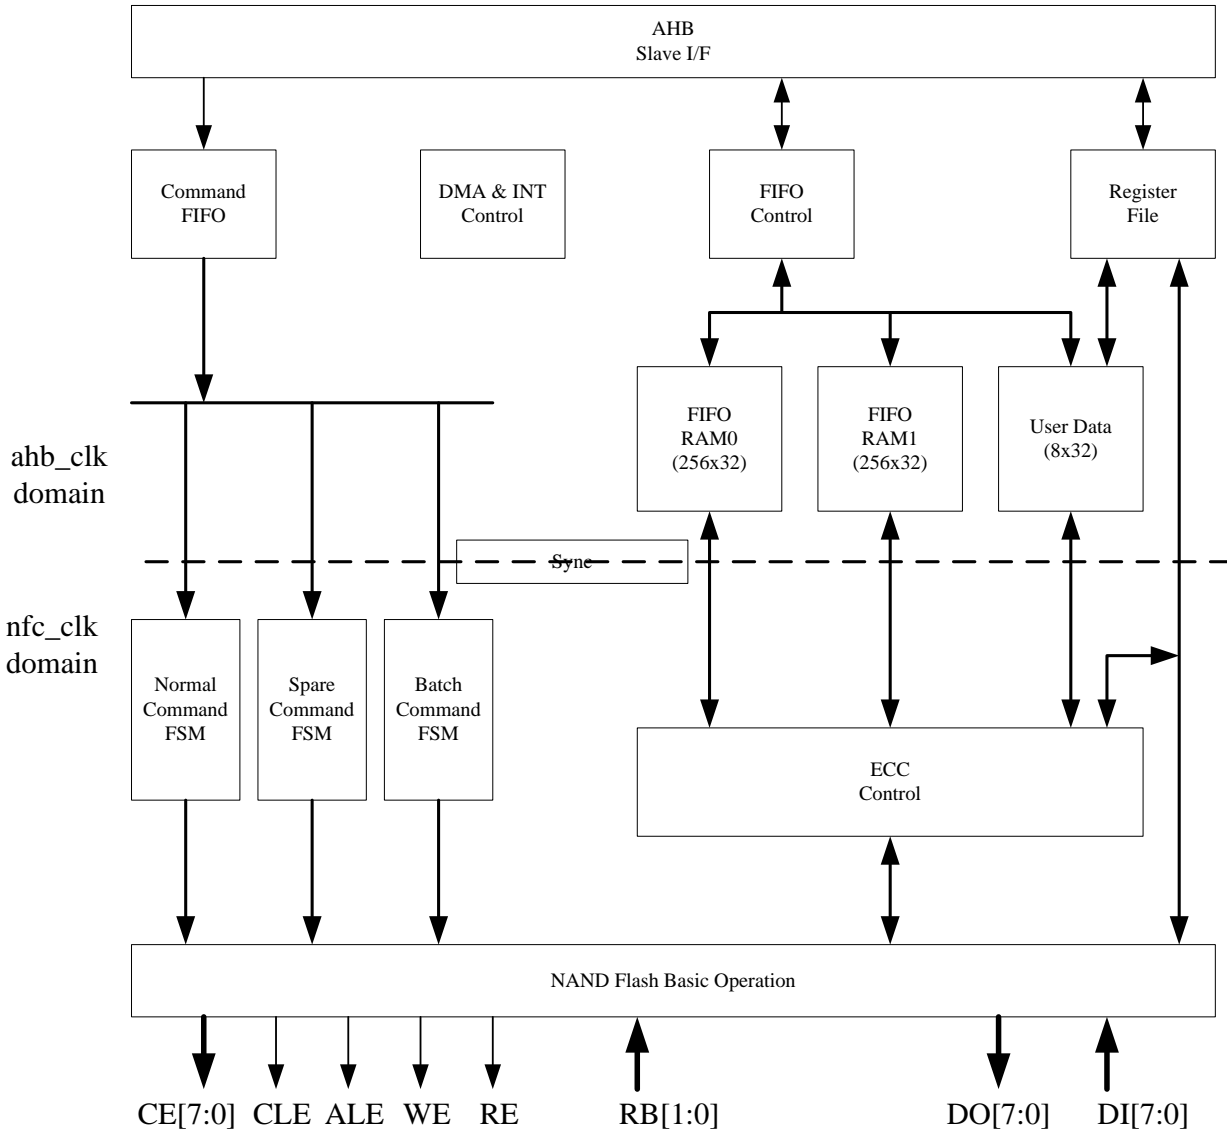 AHB
Slave I/F
Command
FIFO
DMA & INT
Control
FIFO
Control
Register
File
FIFO
RAM0
(256x32)
FIFO
RAM1
(256x32)
User Data
(8x32)
ahb_clk
domain
Sync
nfc_clk
domain
Normal
Command
FSM
Spare
Command
FSM
Batch
Command
FSM
ECC
Control
NAND Flash Basic Operation
CE[7:0]
CLE
ALE
WE
RE
RB[1:0]
DO[7:0]
DI[7:0]